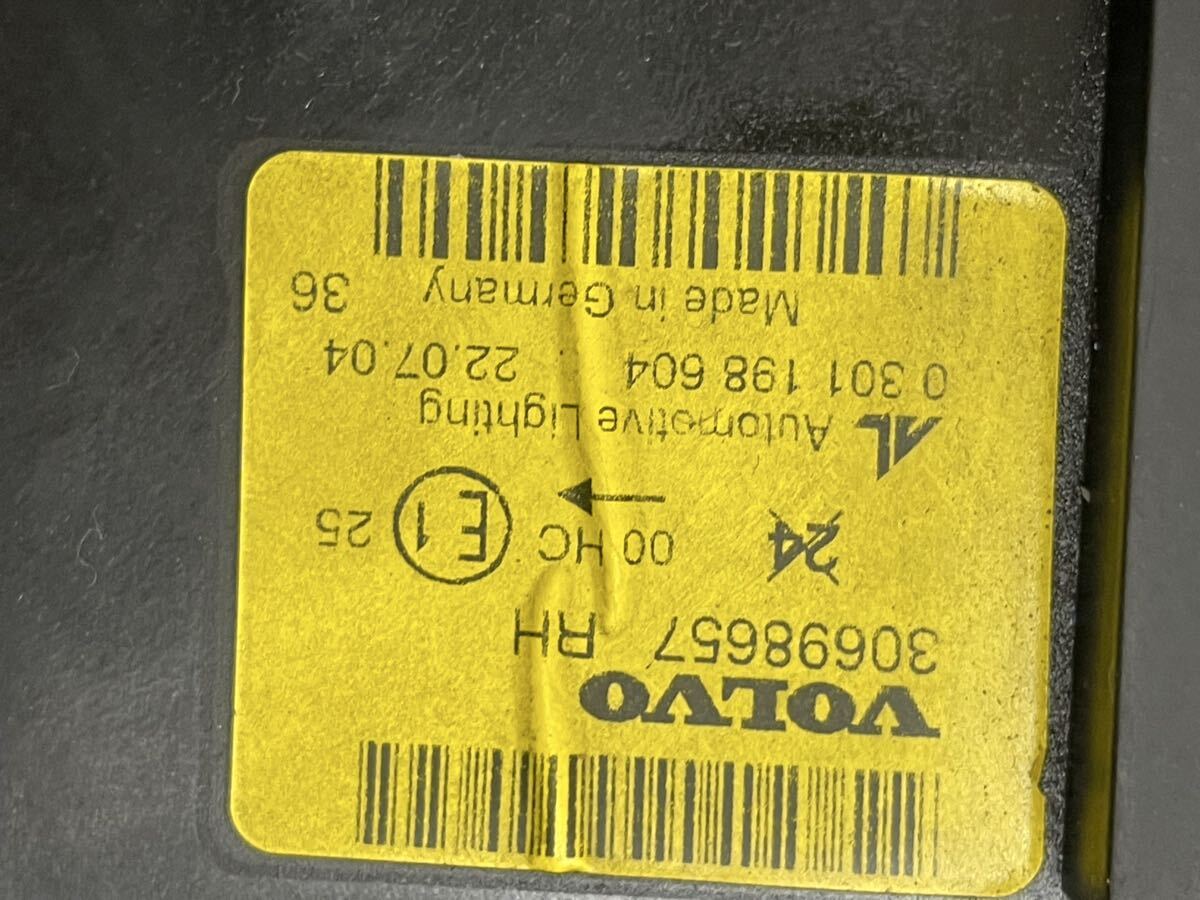 VOLVO
30698657 RH
24 00 HC E1 25
AL Automotive Lighting
0 301 198 604 22.07.04
Made in Germany 36